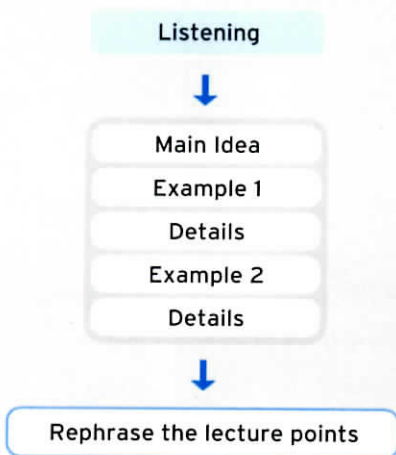 Listening
Main Idea
Example 1
Details
Example 2
Details
Rephrase the lecture points